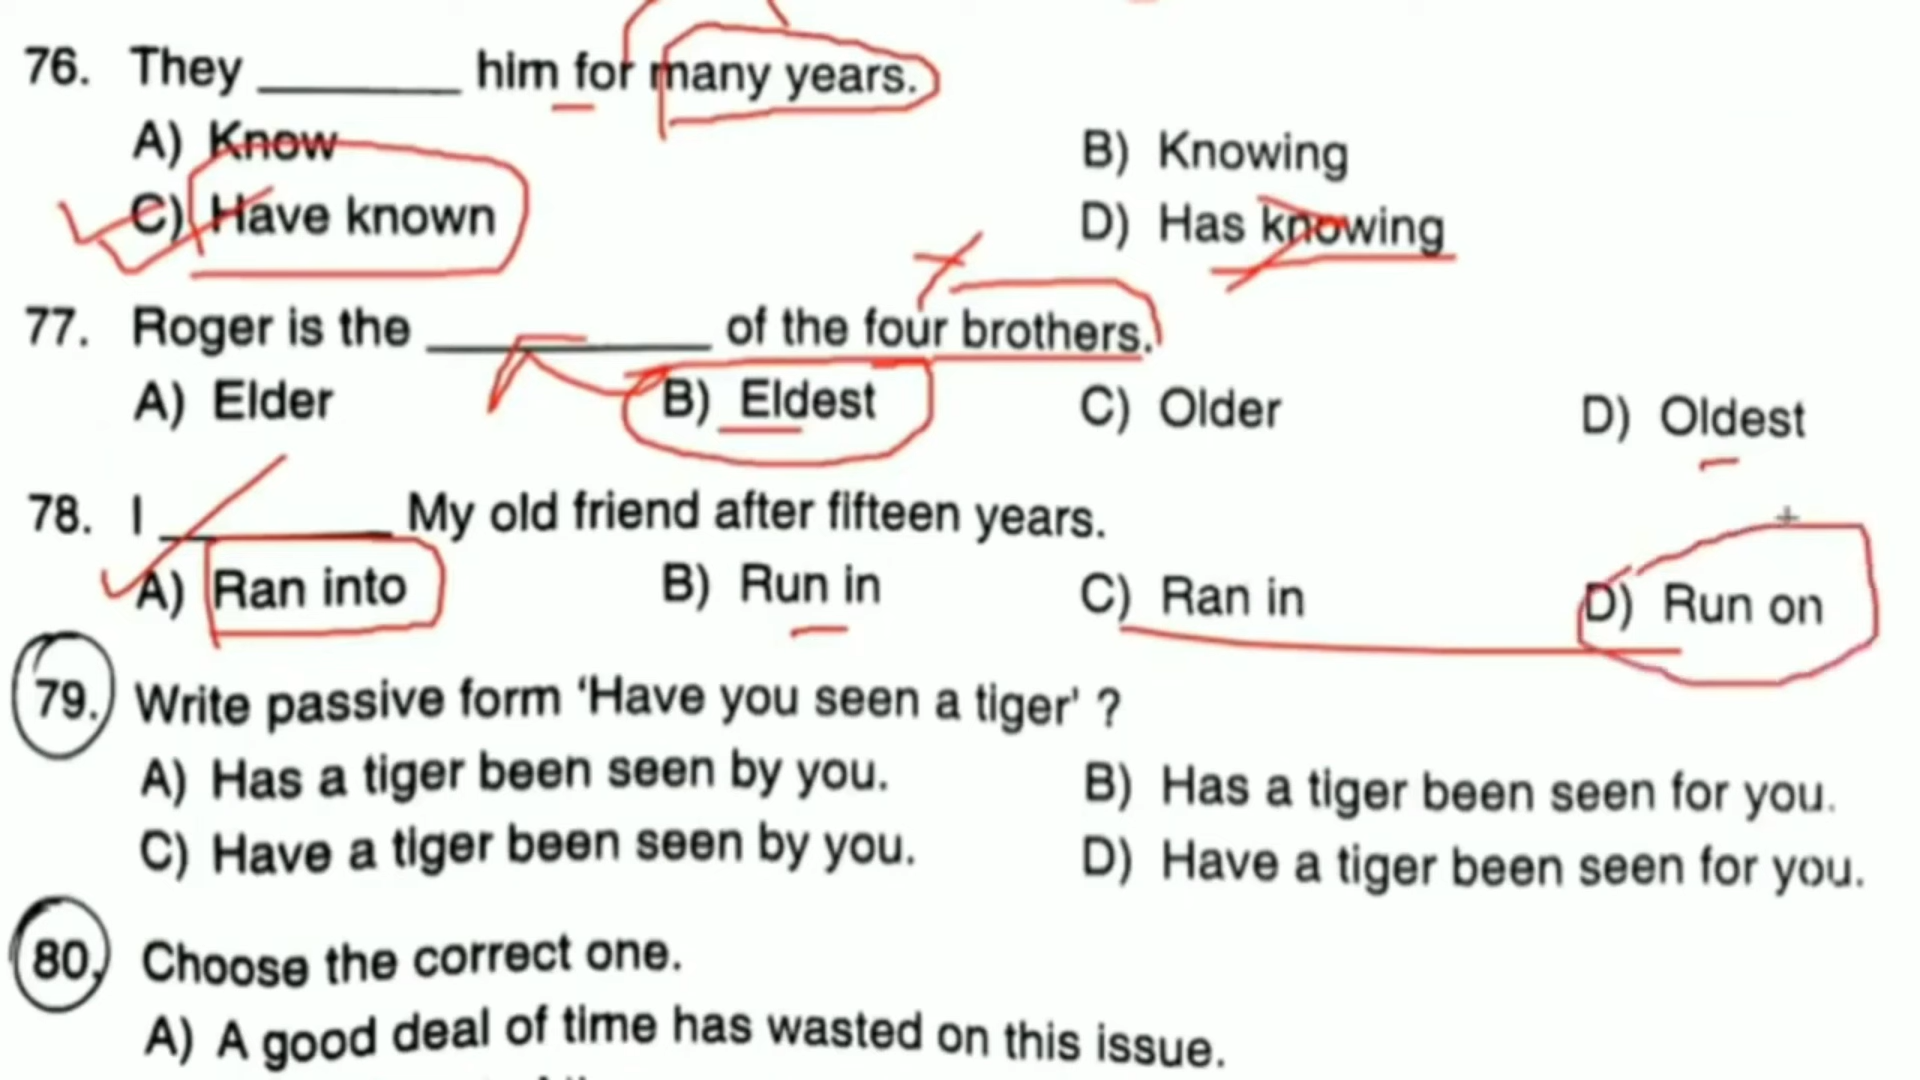 76. They ________ him for many years.
A) Know B) Knowing
C) Have known D) Has knowing
77. Roger is the ___________ of the four brothers.
A) Elder B) Eldest C) Older D) Oldest
78. I _________ My old friend after fifteen years.
A) Ran into B) Run in C) Ran in D) Run on
79. Write passive form ‘Have you seen a tiger’ ?
A) Has a tiger been seen by you. B) Has a tiger been seen for you.
C) Have a tiger been seen by you. D) Have a tiger been seen for you.
80. Choose the correct one.
A) A good deal of time has wasted on this issue.